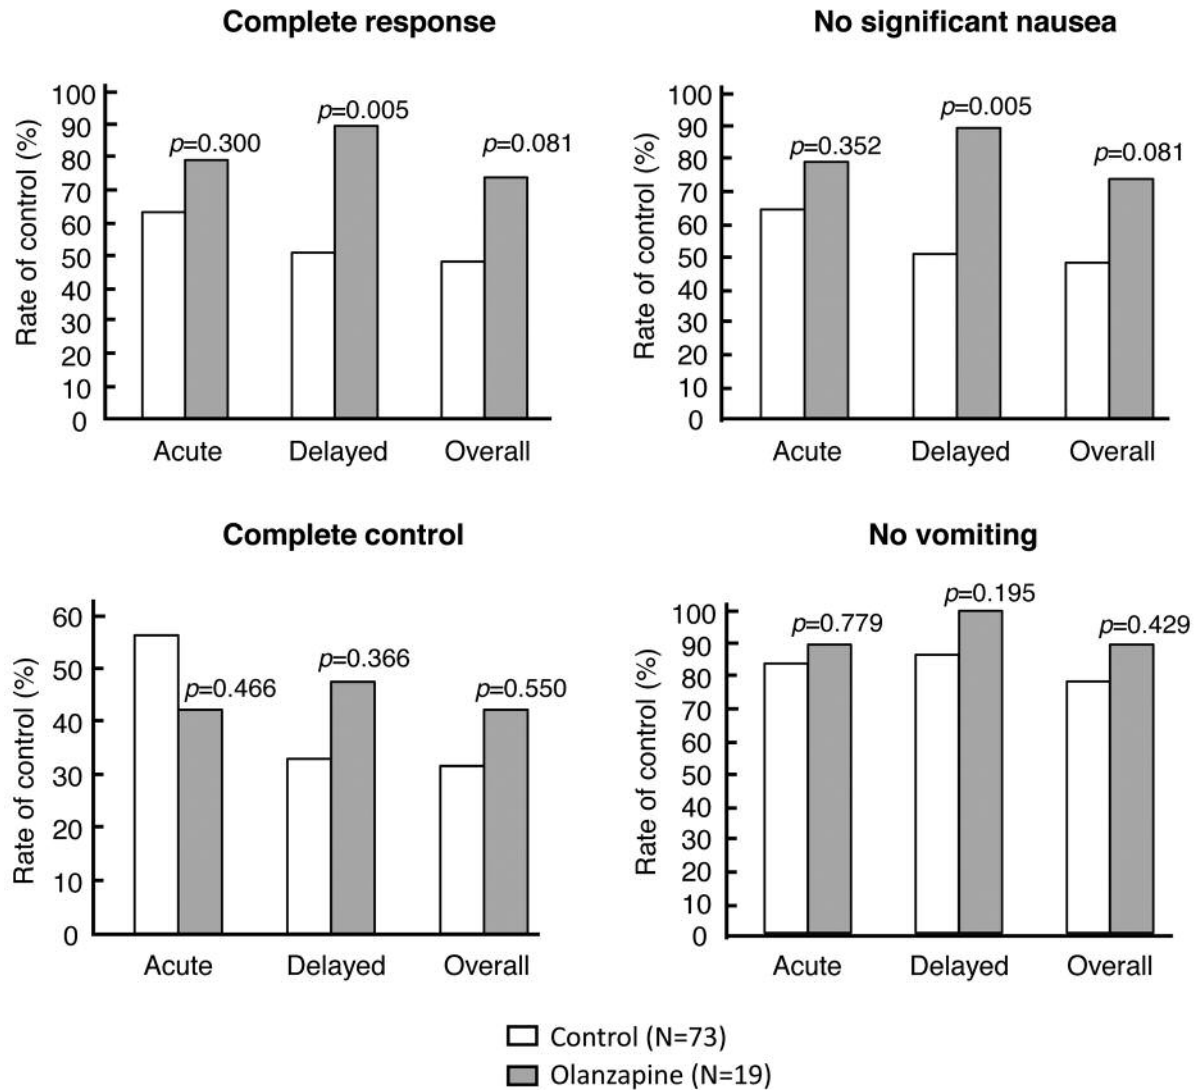 Complete response
Rate of control (%)
100
90
80
70
60
50
40
30
20
10
0
p=0.300
p=0.005
p=0.081
Acute Delayed Overall
No significant nausea
Rate of control (%)
100
90
80
70
60
50
40
30
20
10
0
p=0.352
p=0.005
p=0.081
Acute Delayed Overall
Complete control
Rate of control (%)
60
50
40
30
20
10
0
p=0.466
p=0.366
p=0.550
Acute Delayed Overall
No vomiting
Rate of control (%)
100
90
80
70
60
50
40
30
20
10
0
p=0.779
p=0.195
p=0.429
Acute Delayed Overall
Control (N=73)
Olanzapine (N=19)